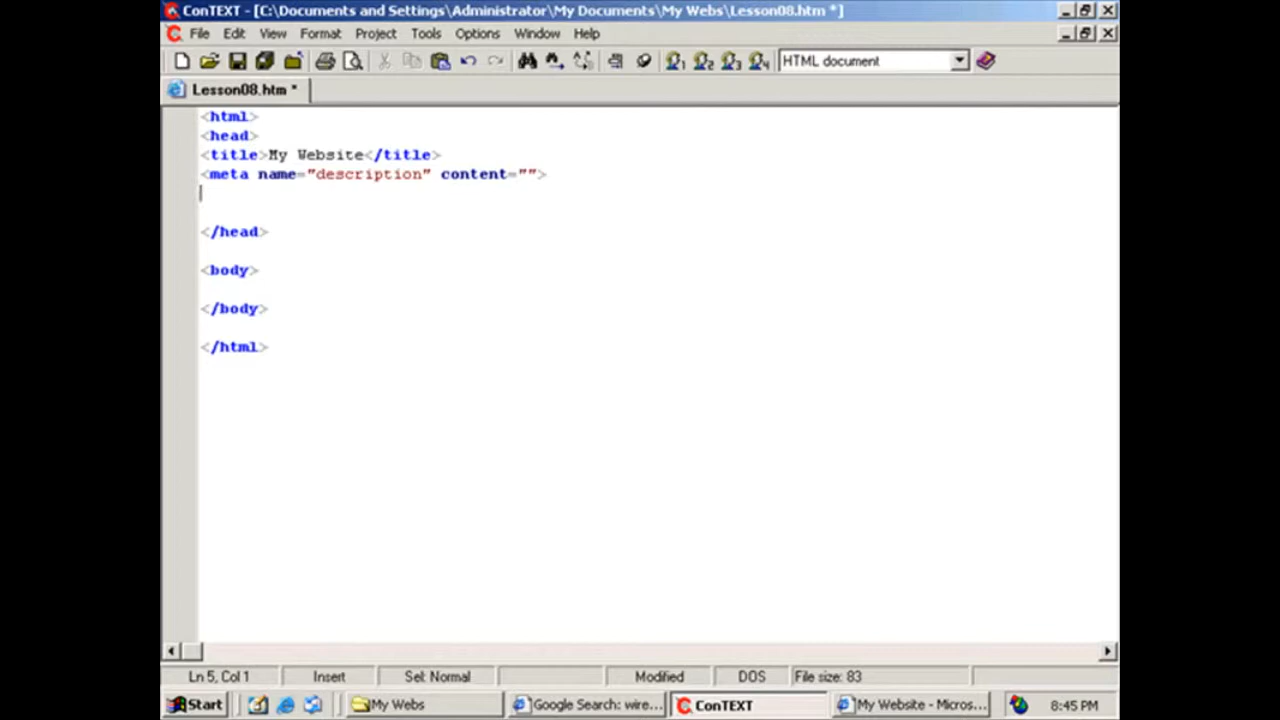 ConTEXT - [C:\Documents and Settings\Administrator\My Documents\My Webs\Lesson08.htm *]
File Edit View Format Project Tools Options Window Help
HTML document
Lesson08.htm *
<html>
<head>
<title>My Website</title>
<meta name="description" content="">
</head>
<body>
</body>
</html>
Ln 5, Col 1 Insert Sel: Normal Modified DOS File size: 83
Start My Webs Google Search: wire... ConTEXT My Website - Micros... 8:45 PM